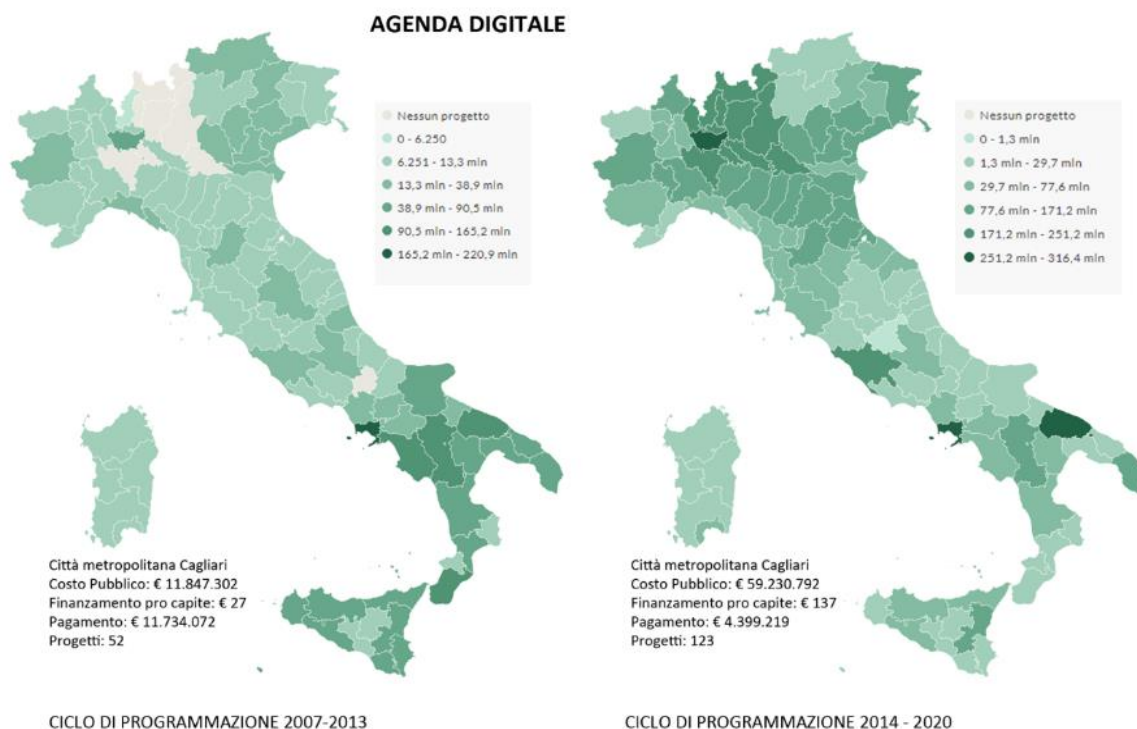 AGENDA DIGITALE
Nessun progetto
0 - 6.250
6.251 - 13,3 mln
13,3 mln - 38,9 mln
38,9 mln - 90,5 mln
90,5 mln - 165,2 mln
165,2 mln - 220,9 mln
Nessun progetto
0 - 1,3 mln
1,3 mln - 29,7 mln
29,7 mln - 77,6 mln
77,6 mln - 171,2 mln
171,2 mln - 251,2 mln
251,2 mln - 316,4 mln
Città metropolitana Cagliari
Costo Pubblico: € 11.847.302
Finanzamento pro capite: € 27
Pagamento: € 11.734.072
Progetti: 52
Città metropolitana Cagliari
Costo Pubblico: € 59.230.792
Finanzamento pro capite: € 137
Pagamento: € 4.399.219
Progetti: 123
CICLO DI PROGRAMMAZIONE 2007-2013
CICLO DI PROGRAMMAZIONE 2014 - 2020